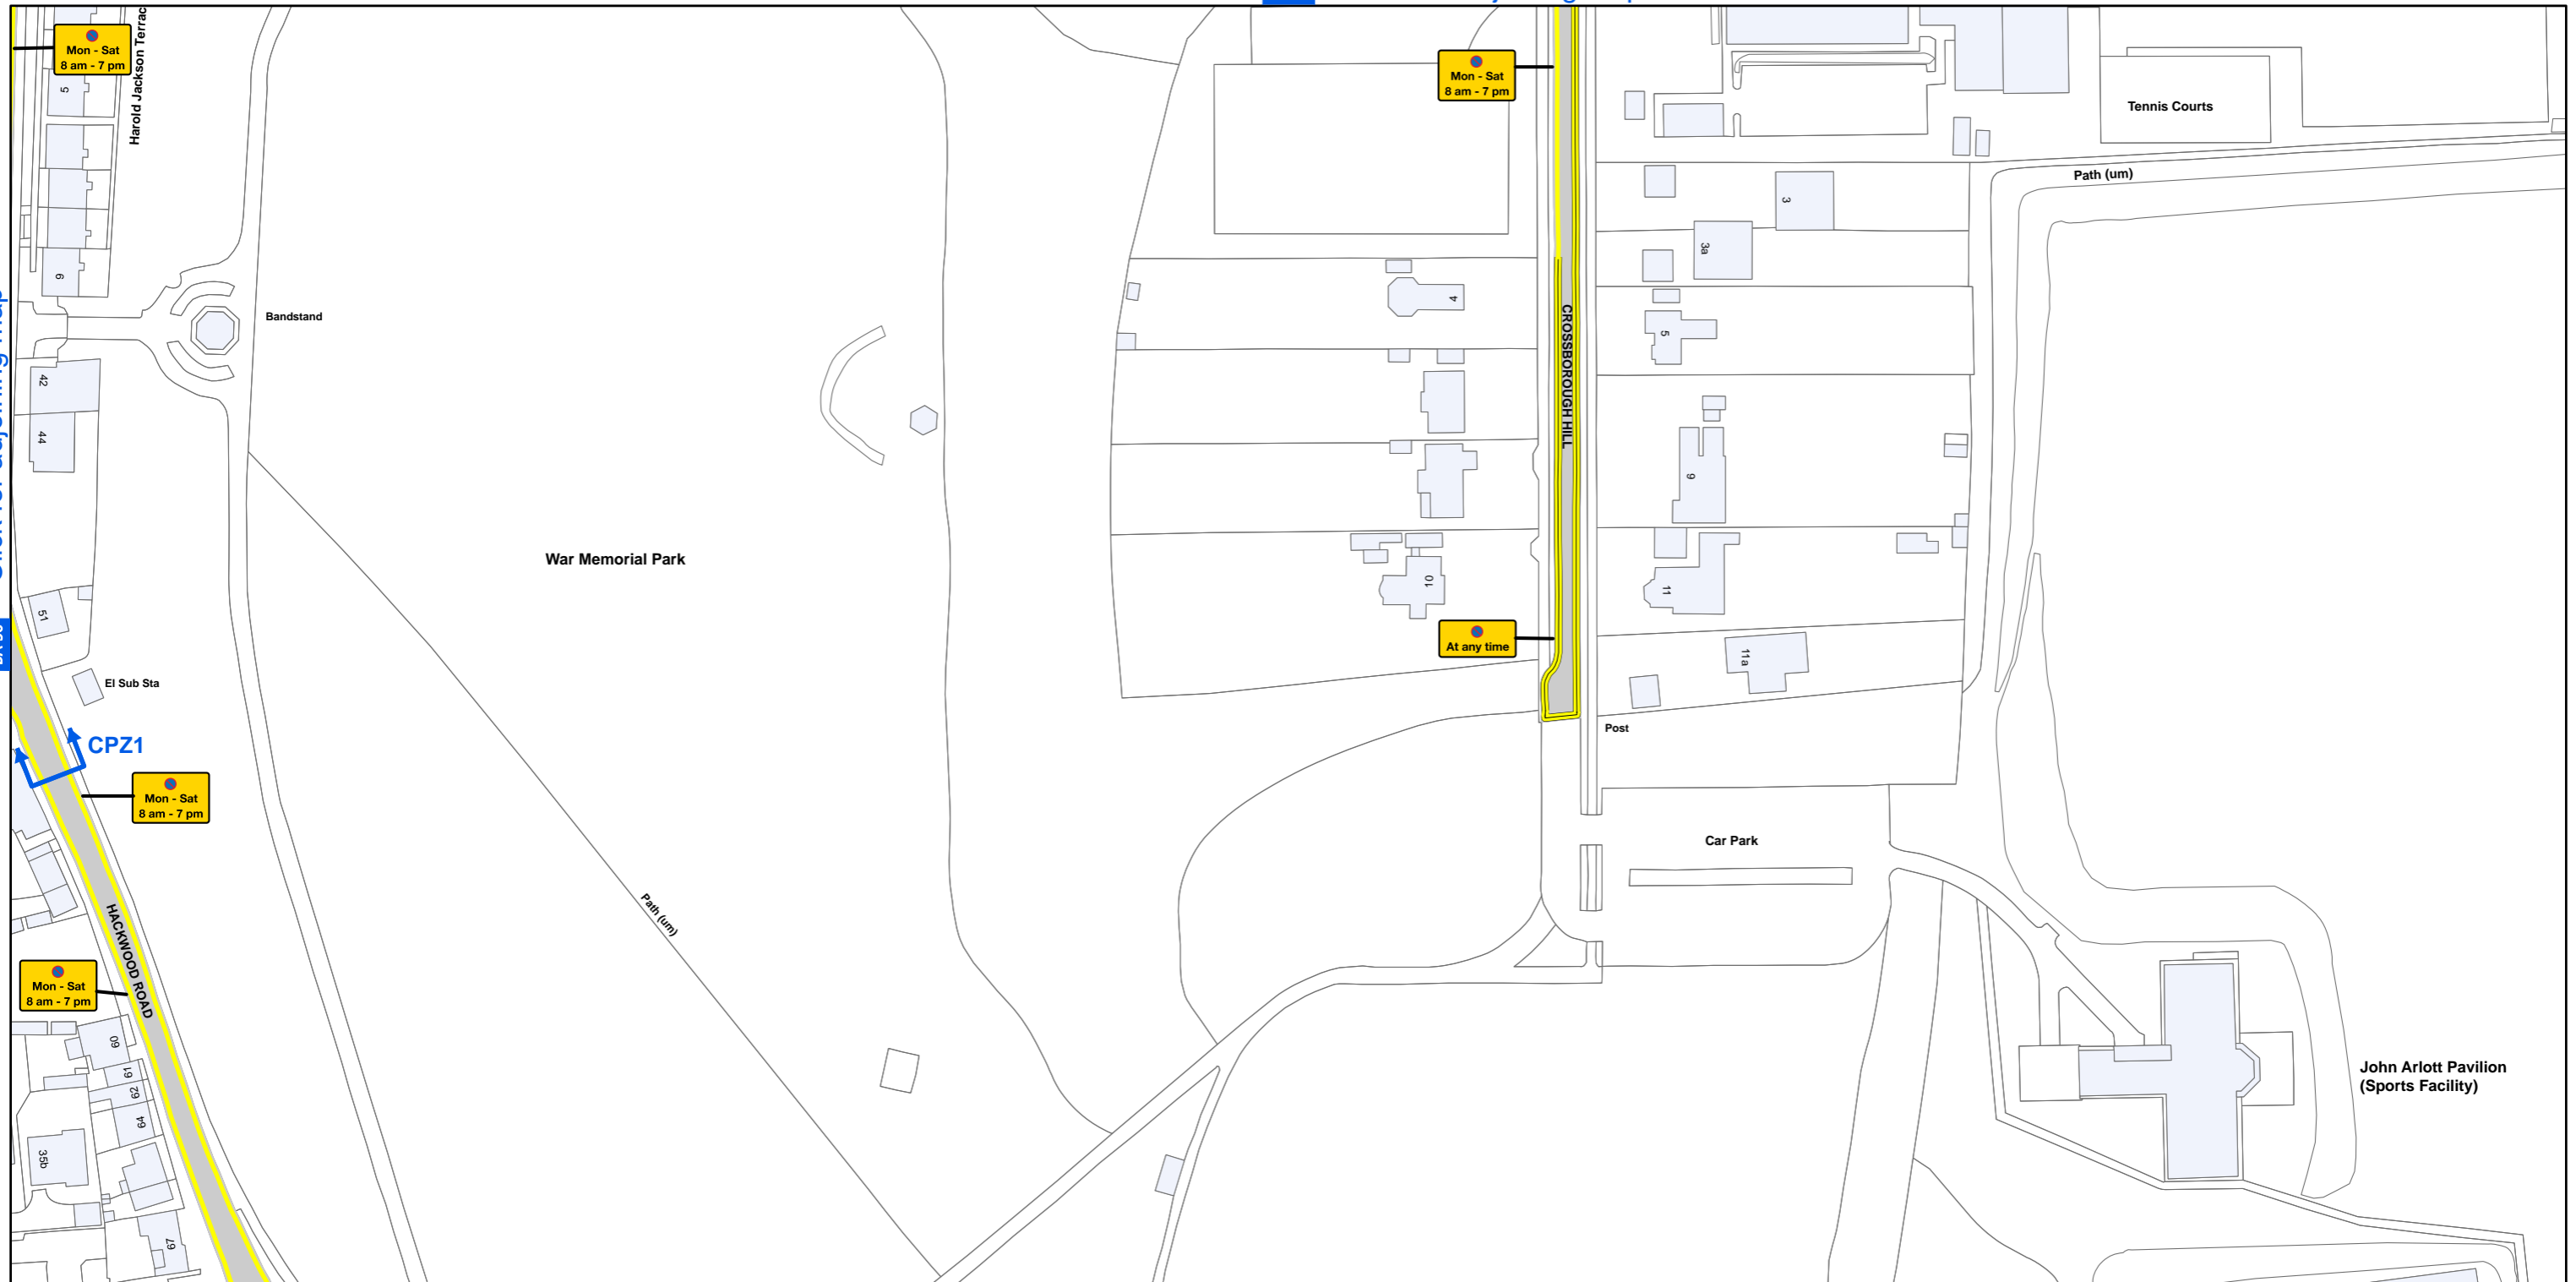 Mon - Sat
8 am - 7 pm
Harold Jackson Terrac
5
Mon - Sat
8 am - 7 pm
Tennis Courts
Path (um)
3
3a
9
4
CROSSBOROUGH HILL
5
Bandstand
42
44
9
War Memorial Park
10
11
51
At any time
11a
El Sub Sta
Post
CPZ1
Mon - Sat
8 am - 7 pm
Car Park
Path (um)
HACKWOOD ROAD
Mon - Sat
8 am - 7 pm
60
61
62
64
John Arlott Pavilion
(Sports Facility)
35b
67